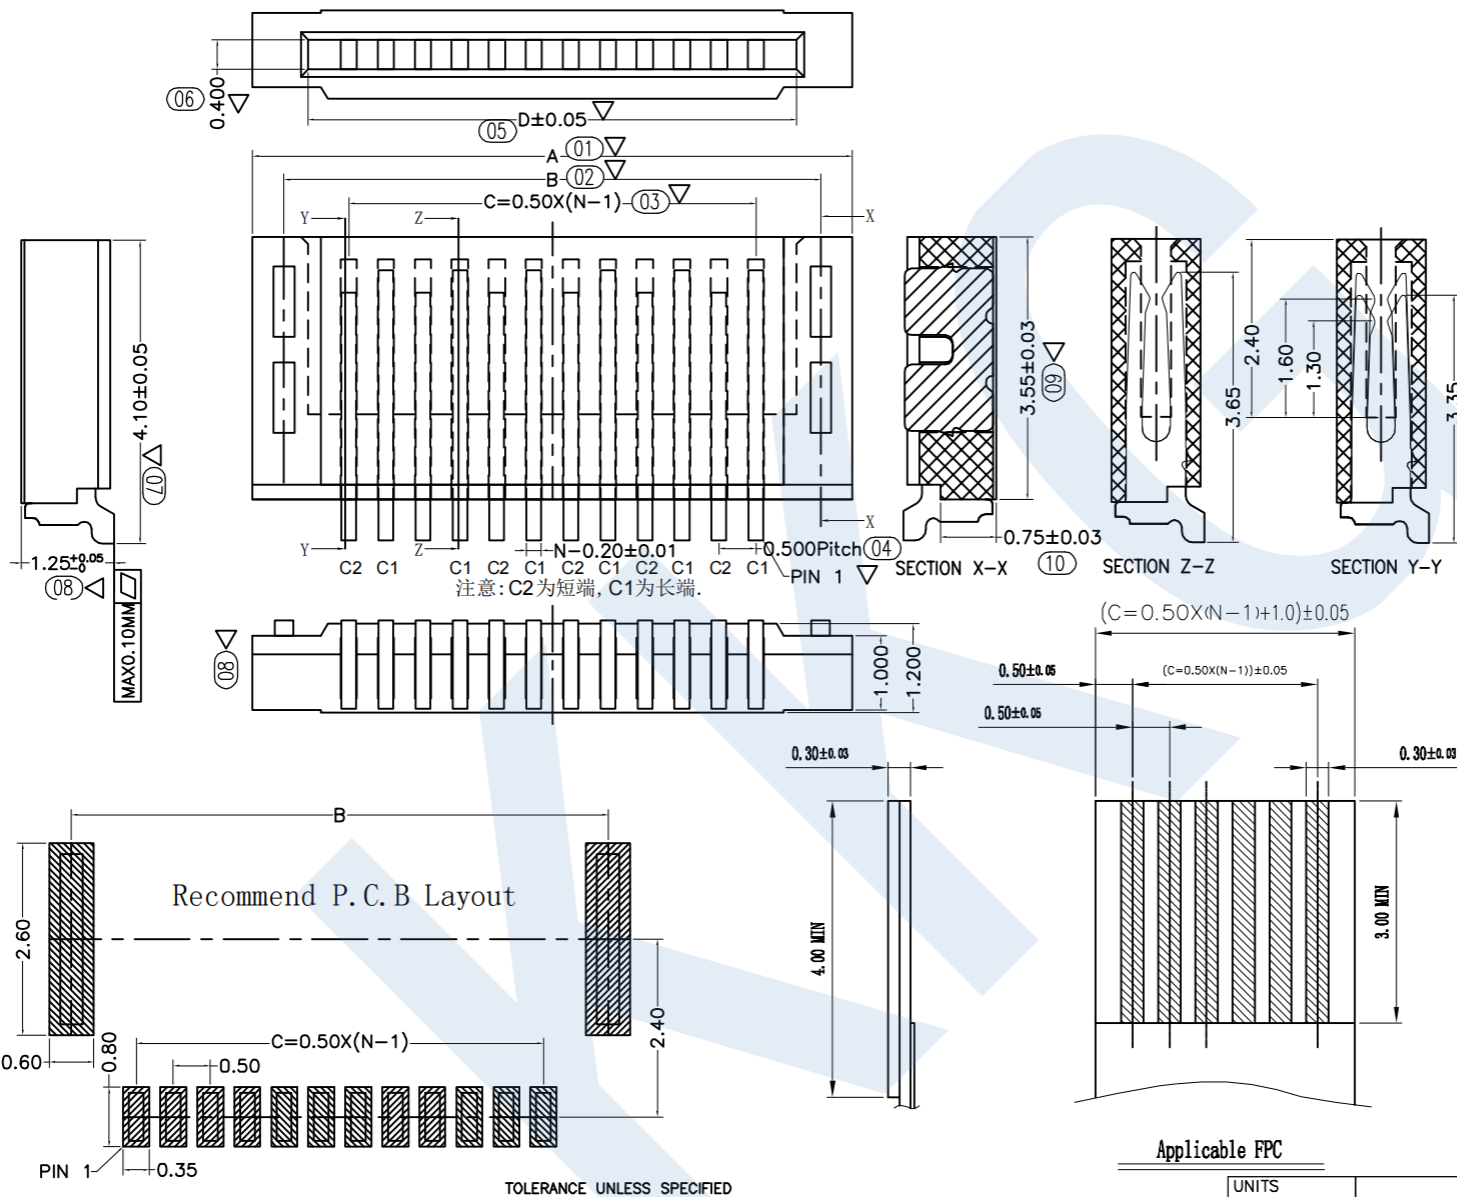 06
0.400
05
D±0.05
A
01
B
02
C=0.50X(N-1)
03
Y
Z
X
4.10±0.05
07
1.25+0.05
-0
08
MAX0.10MM
3.55±0.03
09
3.65
2.40
1.60
1.30
3.35
Y
Z
X
N-0.20±0.01
0.500Pitch
04
PIN 1
0.75±0.03
10
C2 C1 C1 C2 C1 C2 C1 C2 C1 C2 C1
注意: C2为短端, C1为长端.
SECTION X-X
SECTION Z-Z
SECTION Y-Y
08
1.000
1.200
(C=0.50X(N-1)+1.0)±0.05
0.50±0.05
(C=0.50X(N-1))±0.05
0.50±0.05
0.30±0.03
0.30±0.03
B
Recommend P.C.B Layout
2.60
0.60
0.80
C=0.50X(N-1)
0.50
2.40
PIN 1
0.35
4.00 MIN
3.00 MIN
Applicable FPC
TOLERANCE UNLESS SPECIFIED
UNITS
KYG